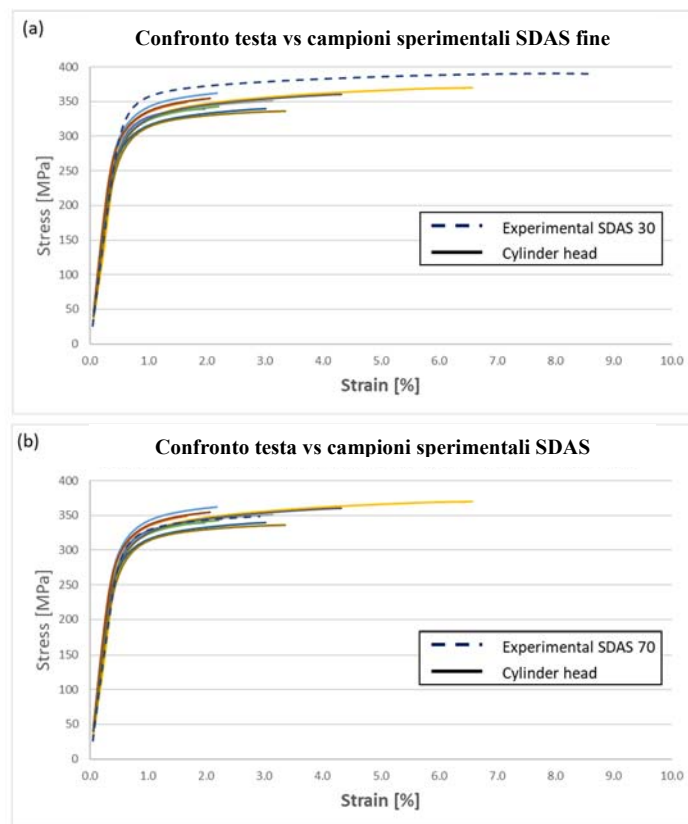 (a)
Confronto testa vs campioni sperimentali SDAS fine
400
350
300
250
200
150
100
50
0
Stress [MPa]
Experimental SDAS 30
Cylinder head
0.0 1.0 2.0 3.0 4.0 5.0 6.0 7.0 8.0 9.0 10.0
Strain [%]
(b)
Confronto testa vs campioni sperimentali SDAS
400
350
300
250
200
150
100
50
0
Stress [MPa]
Experimental SDAS 70
Cylinder head
0.0 1.0 2.0 3.0 4.0 5.0 6.0 7.0 8.0 9.0 10.0
Strain [%]